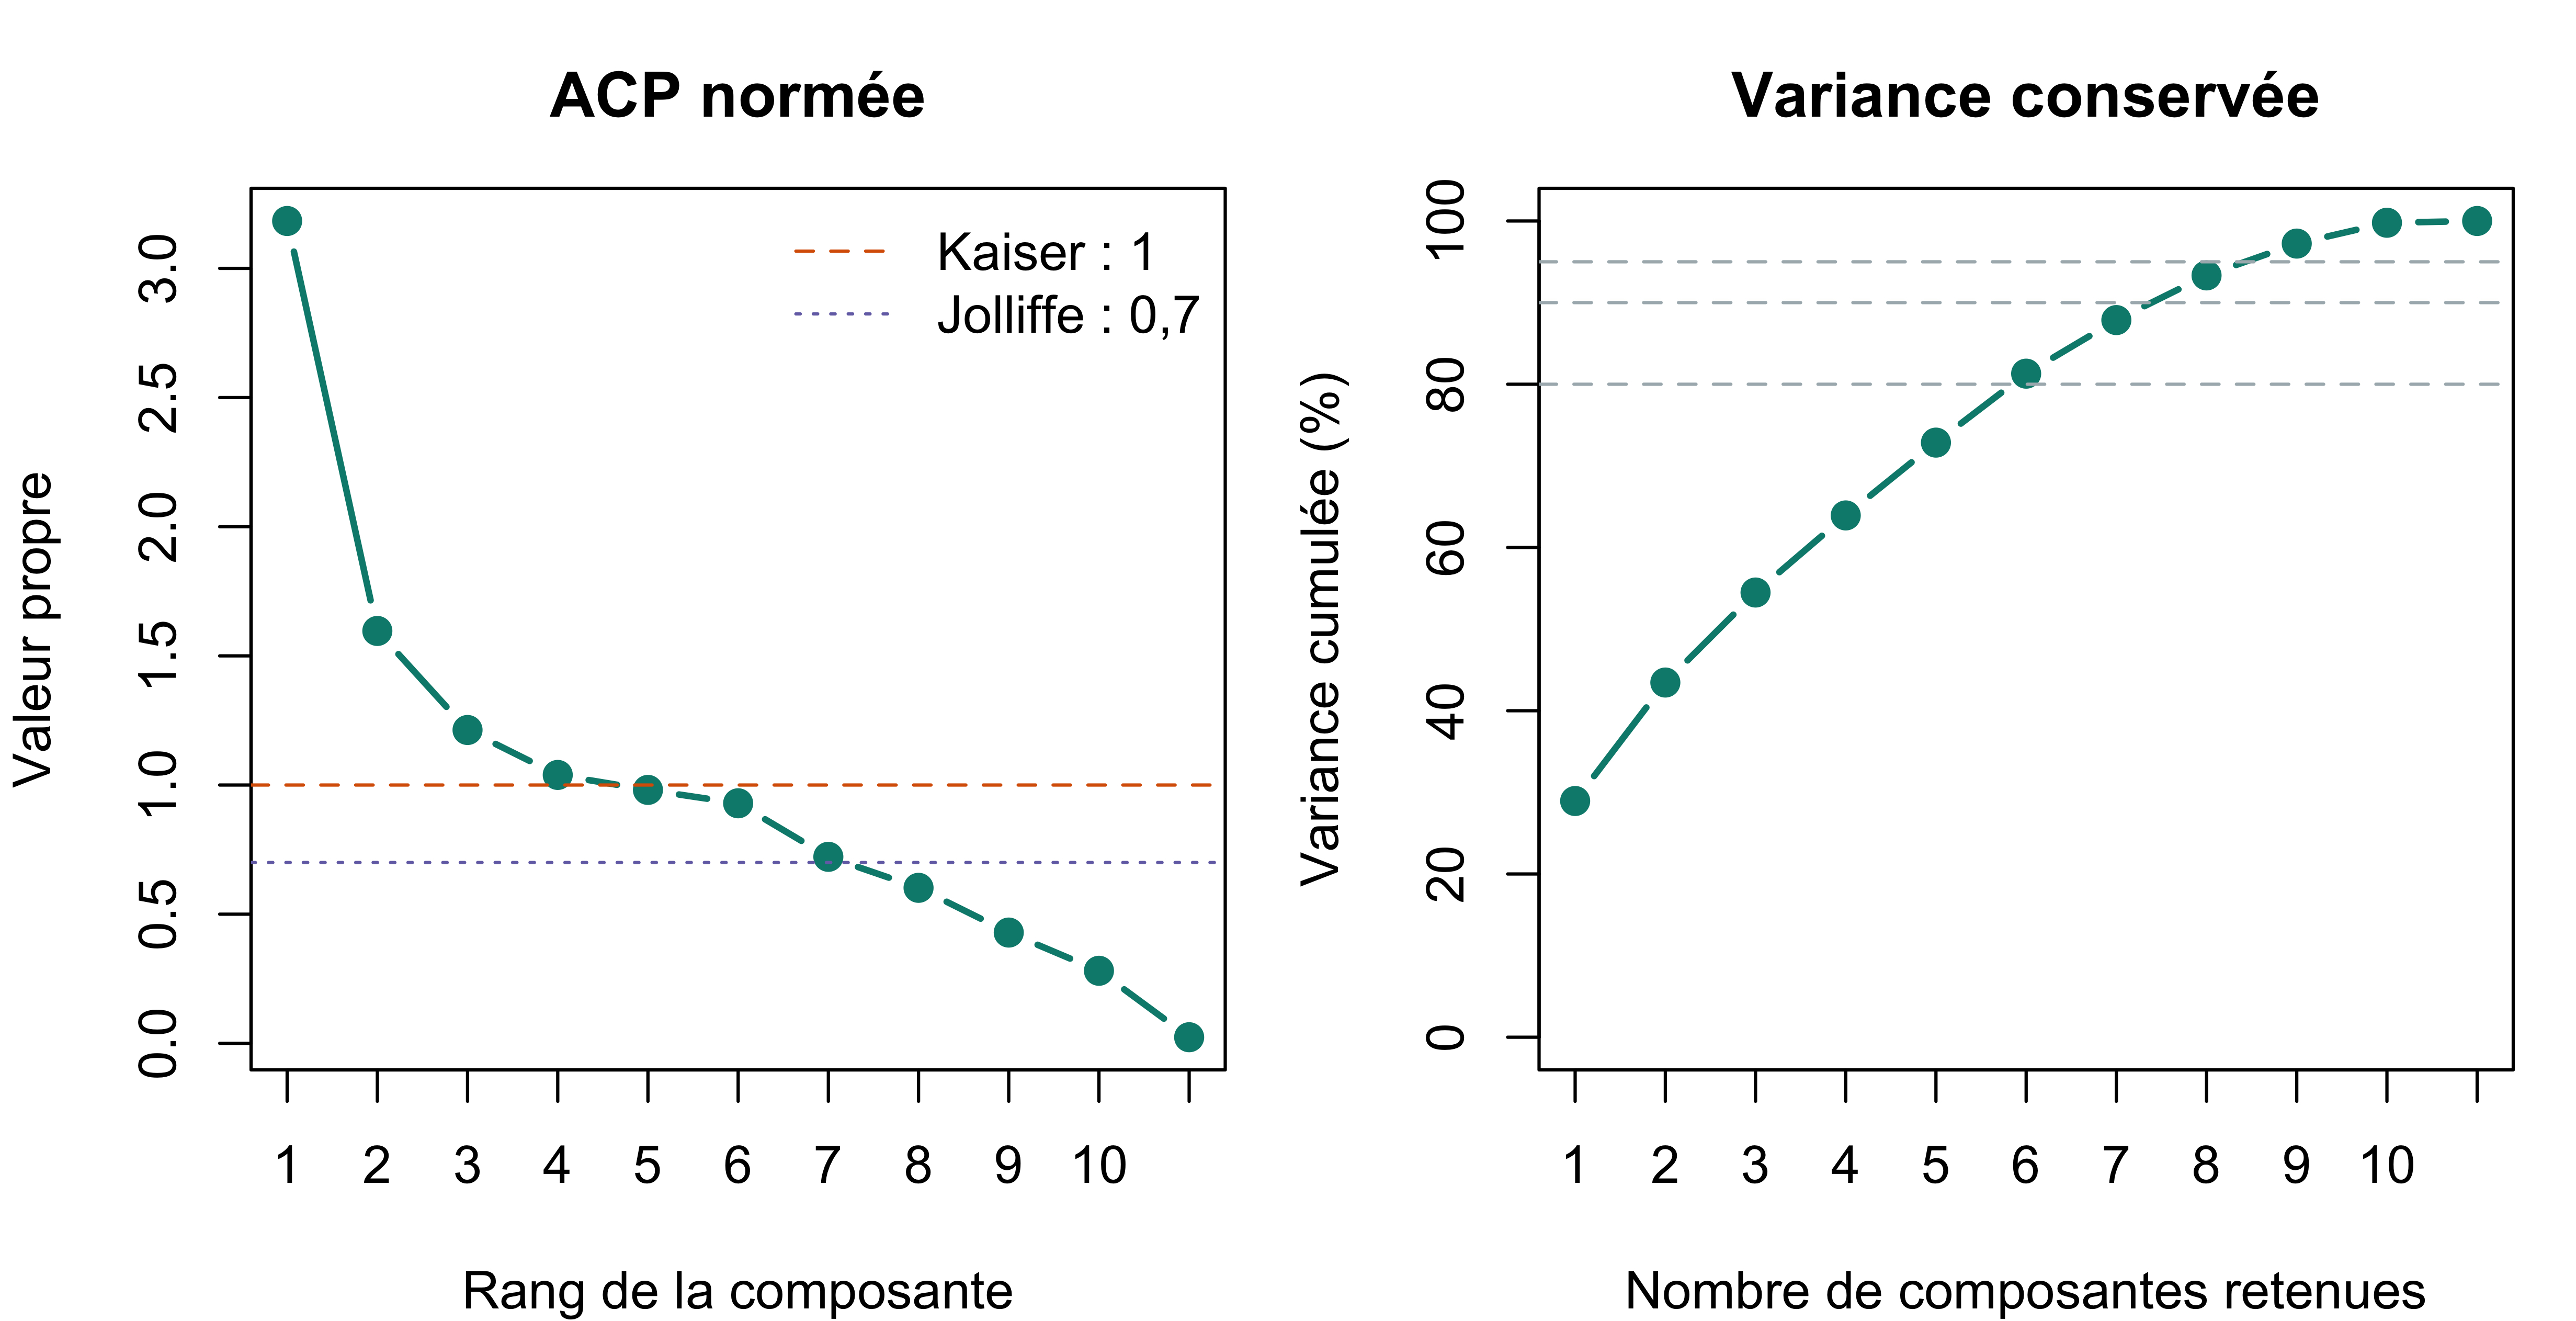 ACP normée
Valeur propre
3.0
2.5
2.0
1.5
1.0
0.5
0.0
Kaiser : 1
Jolliffe : 0,7
1 2 3 4 5 6 7 8 9 10
Rang de la composante
Variance conservée
Variance cumulée (%)
100
80
60
40
20
0
1 2 3 4 5 6 7 8 9 10
Nombre de composantes retenues